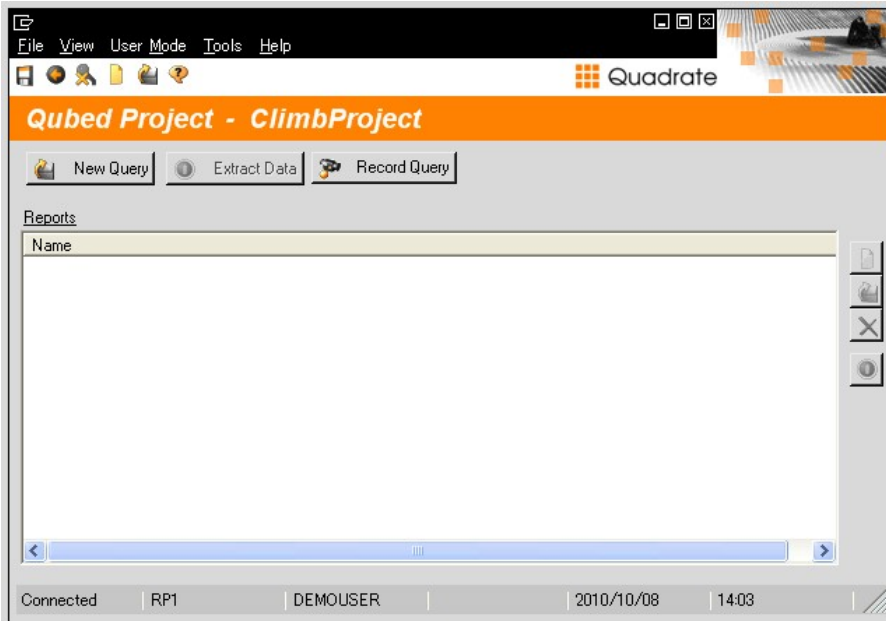 File View User Mode Tools Help
Quadrate
Qubed Project - ClimbProject
New Query Extract Data Record Query
Reports
Name
Connected RP1 DEMOUSER 2010/10/08 14:03